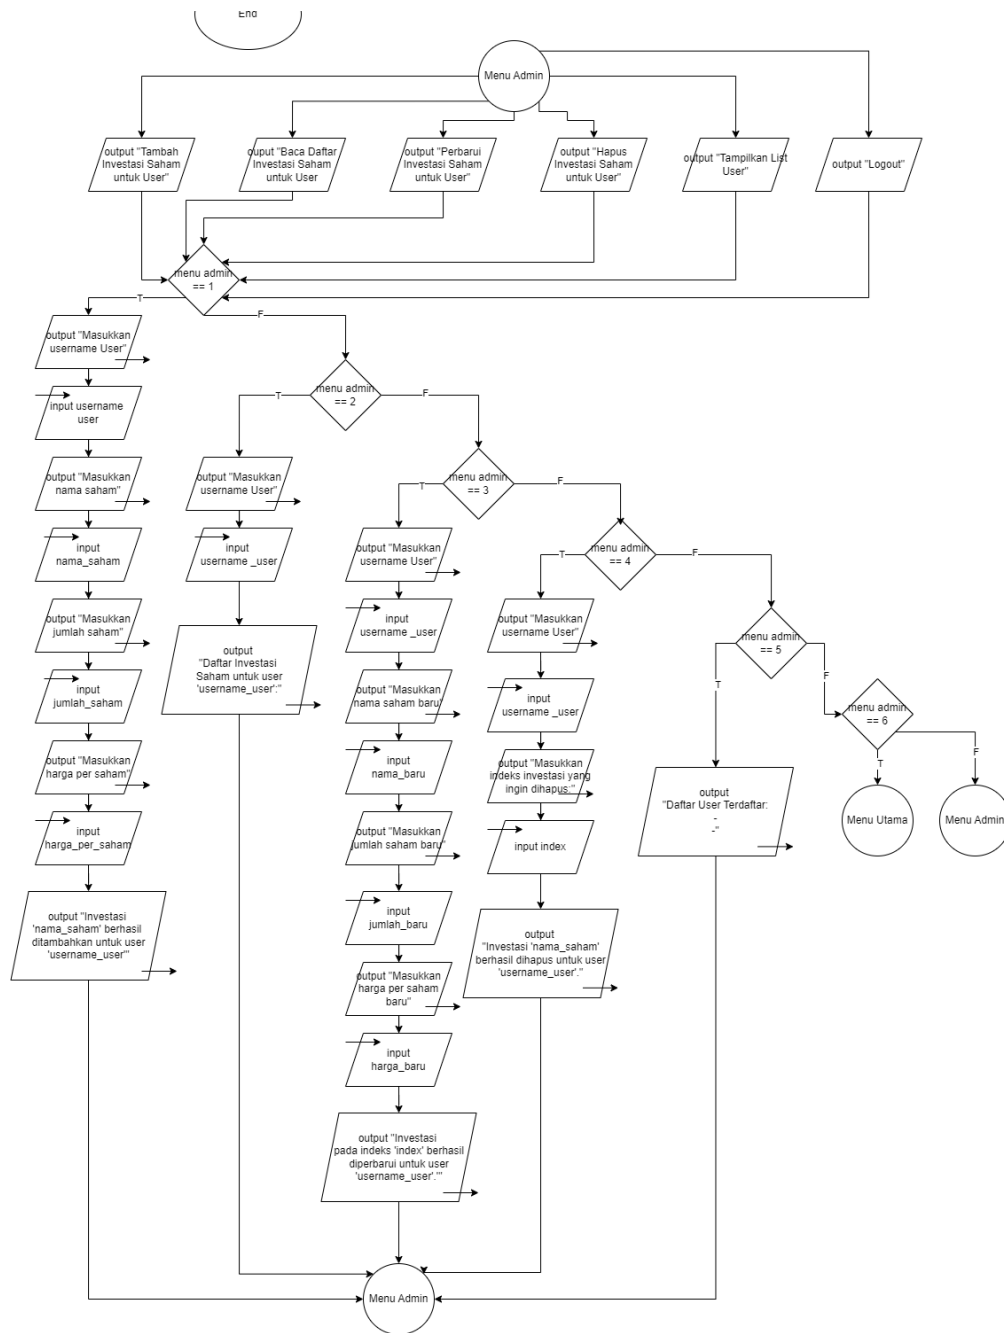 End
Menu Admin
output "Tambah
Investasi Saham
untuk User"
ouput "Baca Daftar
Investasi Saham
untuk User
output "Perbarui
Investasi Saham
untuk User"
output "Hapus
Investasi Saham
untuk User"
output "Tampilkan List
User"
output "Logout"
menu admin
== 1
T
F
output "Masukkan
username User"
input username
user
output "Masukkan
nama saham"
input
nama_saham
output "Masukkan
jumlah saham"
input
jumlah_saham
output "Masukkan
harga per saham"
input
harga_per_saham
output "Investasi
'nama_saham' berhasil
ditambahkan untuk user
'username_user'"
menu admin
== 2
T
F
output "Masukkan
username User"
input
username _user
output
"Daftar Investasi
Saham untuk user
'username_user':"
menu admin
== 3
T
F
output "Masukkan
username User"
input
username _user
output "Masukkan
nama saham baru"
input
nama_baru
output "Masukkan
jumlah saham baru"
input
jumlah_baru
output "Masukkan
harga per saham
baru"
input
harga_baru
output "Investasi
pada indeks 'index' berhasil
diperbarui untuk user
'username_user'."
menu admin
== 4
T
F
output "Masukkan
username User"
input
username _user
output "Masukkan
indeks investasi yang
ingin dihapus:"
input index
output
"Investasi 'nama_saham'
berhasil dihapus untuk user
'username_user'."
menu admin
== 5
T
F
output
"Daftar User Terdaftar:
-
-"
menu admin
== 6
T
F
Menu Utama
Menu Admin
Menu Admin